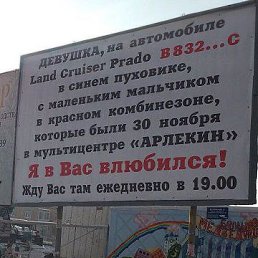 ДЕВУШКА, на автомобиле
Land Cruiser Prado В832...С
в синем пуховике,
с маленьким мальчиком
в красном комбинезоне,
которые были 30 ноября
в мультицентре «АРЛЕКИН»
Я в Вас влюбился!
Жду Вас там ежедневно в 19.00